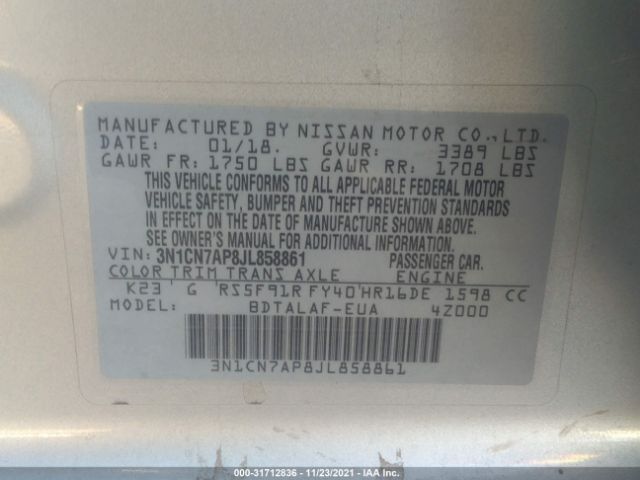 MANUFACTURED BY NISSAN MOTOR CO., LTD.
DATE: 01/18. GVWR: 3389 LBS
GAWR FR: 1750 LBS GAWR RR: 1708 LBS
THIS VEHICLE CONFORMS TO ALL APPLICABLE FEDERAL MOTOR
VEHICLE SAFETY, BUMPER AND THEFT PREVENTION STANDARDS
IN EFFECT ON THE DATE OF MANUFACTURE SHOWN ABOVE.
SEE OWNER'S MANUAL FOR ADDITIONAL INFORMATION.
VIN: 3N1CN7AP8JL858861 PASSENGER CAR.
COLOR TRIM TRANS AXLE ENGINE
K23 G RS5F91R FY40 HR16DE 1598 CC
MODEL: BDTALAF-EUA 4Z000
3N1CN7AP8JL858861
000-31712836 - 11/23/2021 - IAA Inc.